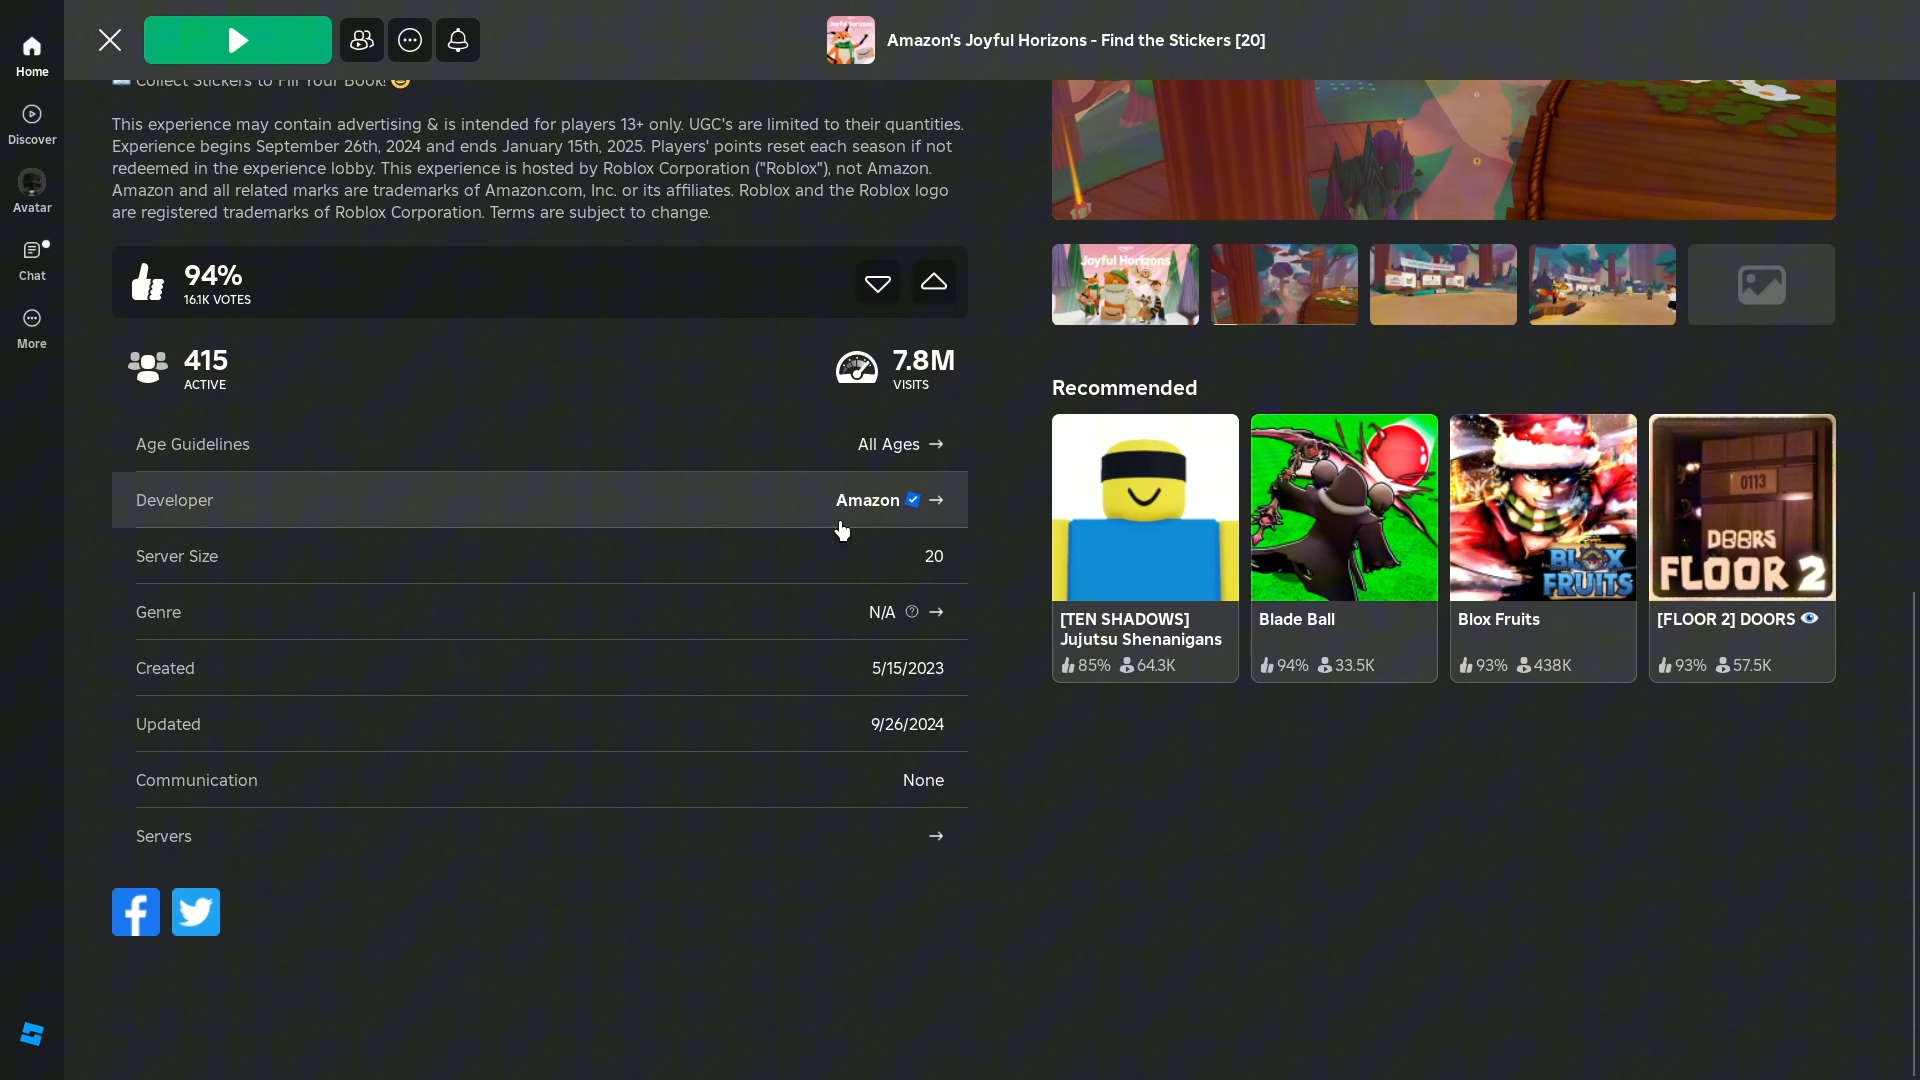 Home
Discover
Avatar
Chat
More
Amazon's Joyful Horizons - Find the Stickers [20]
Collect Stickers to Fill Your Book!
This experience may contain advertising & is intended for players 13+ only. UGC's are limited to their quantities.
Experience begins September 26th, 2024 and ends January 15th, 2025. Players' points reset each season if not
redeemed in the experience lobby. This experience is hosted by Roblox Corporation ("Roblox"), not Amazon.
Amazon and all related marks are trademarks of Amazon.com, Inc. or its affiliates. Roblox and the Roblox logo
are registered trademarks of Roblox Corporation. Terms are subject to change.
94%
16.1K VOTES
415
ACTIVE
7.8M
VISITS
Age Guidelines All Ages
Developer Amazon
Server Size 20
Genre N/A
Created 5/15/2023
Updated 9/26/2024
Communication None
Servers
Joyful Horizons
Recommended
0113
DOORS
FLOOR 2
BLOX
FRUITS
[TEN SHADOWS]
Jujutsu Shenanigans
85% 64.3K
Blade Ball
94% 33.5K
Blox Fruits
93% 438K
[FLOOR 2] DOORS 👁️
93% 57.5K